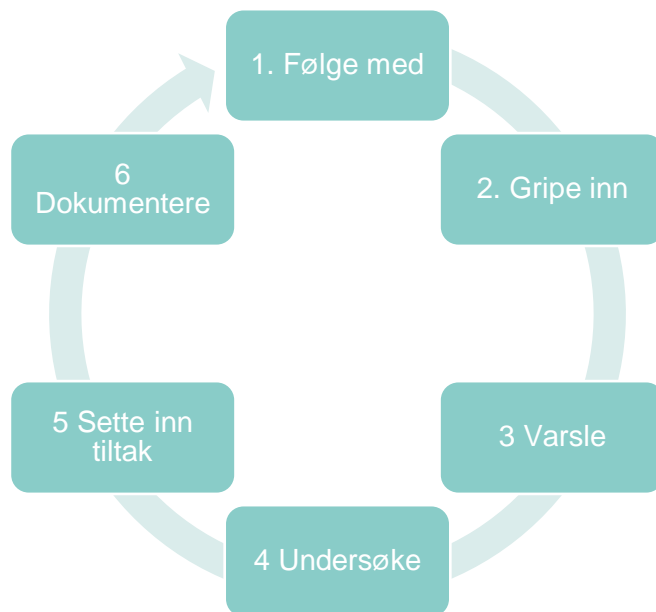 1. Følge med
2. Gripe inn
3 Varsle
4 Undersøke
5 Sette inn
tiltak
6
Dokumentere